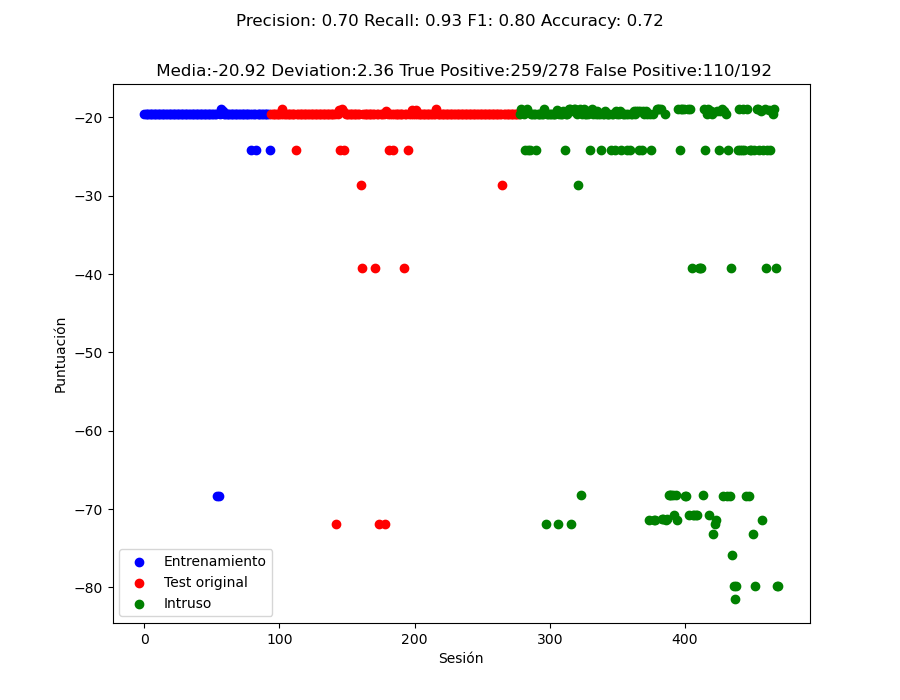 Precision: 0.70 Recall: 0.93 F1: 0.80 Accuracy: 0.72
Media:-20.92 Deviation:2.36 True Positive:259/278 False Positive:110/192
−20
−30
−40
−50
−60
−70
−80
Puntuación
Entrenamiento
Test original
Intruso
0
100
200
300
400
Sesión